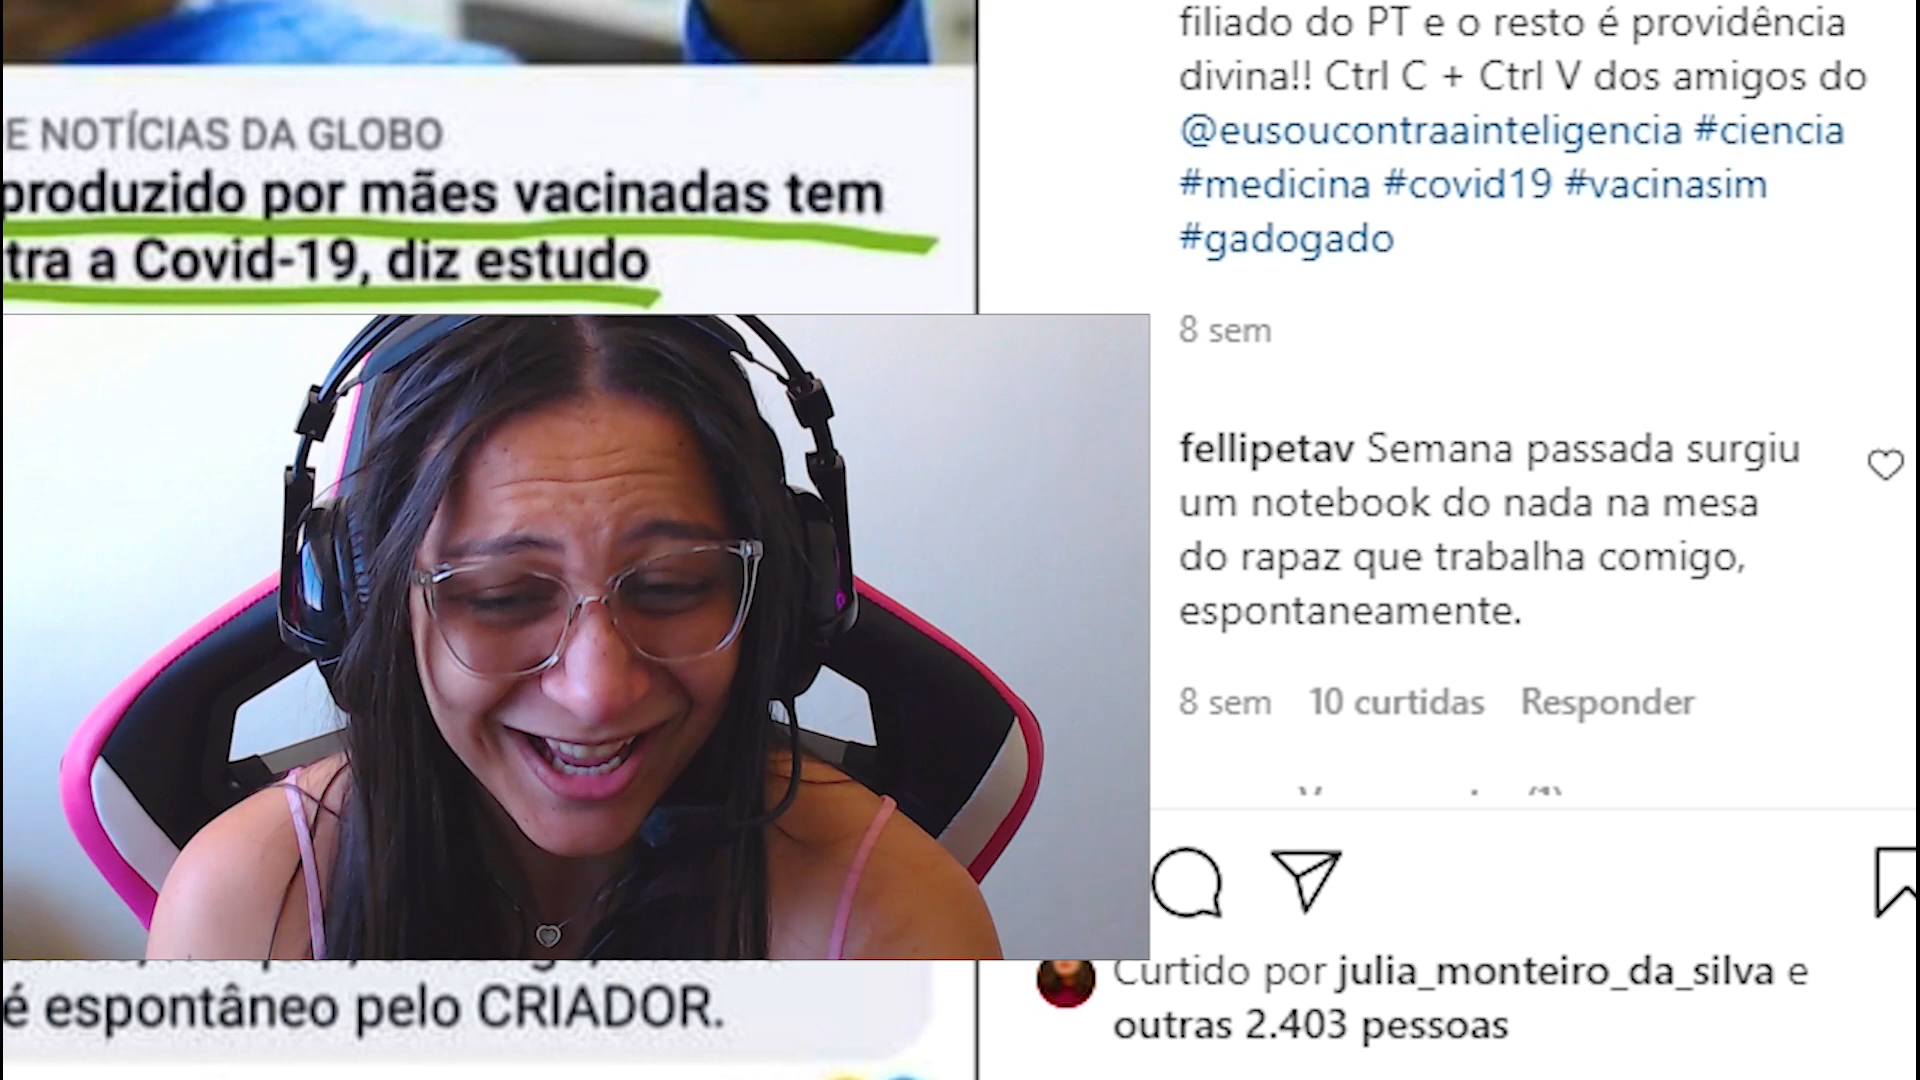 E NOTÍCIAS DA GLOBO
produzido por mães vacinadas tem
tra a Covid-19, diz estudo
é espontâneo pelo CRIADOR.
filiado do PT e o resto é providência
divina!! Ctrl C + Ctrl V dos amigos do
@eusoucontraainteligencia #ciencia
#medicina #covid19 #vacinasim
#gadogado
8 sem
fellipetav Semana passada surgiu
um notebook do nada na mesa
do rapaz que trabalha comigo,
espontaneamente.
8 sem 10 curtidas Responder
Curtido por julia_monteiro_da_silva e
outras 2.403 pessoas